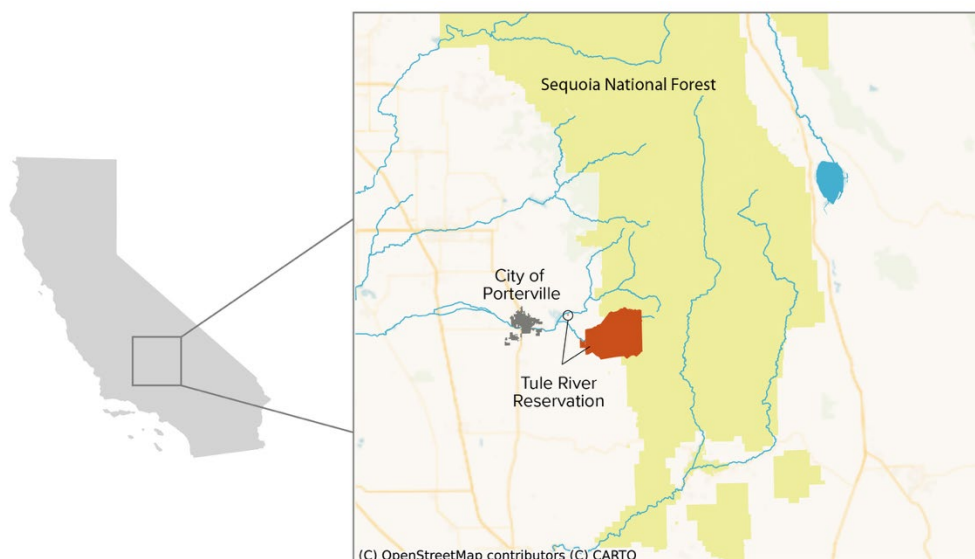 Sequoia National Forest
City of
Porterville
Tule River
Reservation
(C) OpenStreetMap contributors (C) CARTO